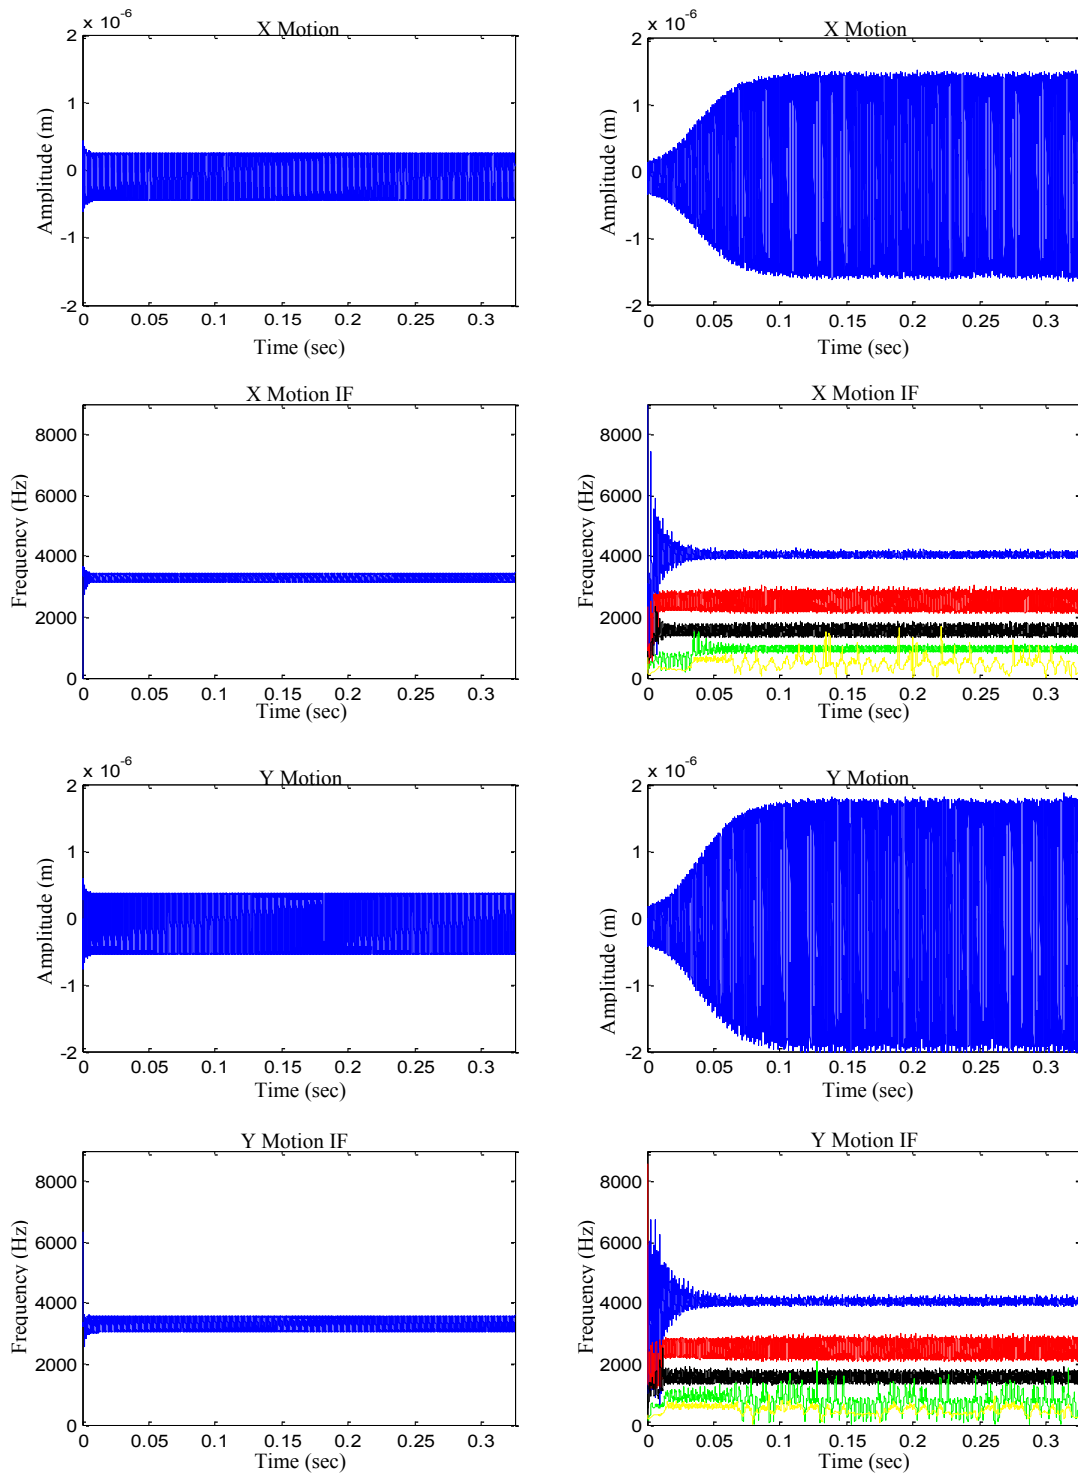 x 10-6
X Motion
Amplitude (m)
2
1
0
-1
-2
0 0.05 0.1 0.15 0.2 0.25 0.3
Time (sec)
x 10-6
X Motion
Amplitude (m)
2
1
0
-1
-2
0 0.05 0.1 0.15 0.2 0.25 0.3
Time (sec)
X Motion IF
Frequency (Hz)
8000
6000
4000
2000
0
0 0.05 0.1 0.15 0.2 0.25 0.3
Time (sec)
X Motion IF
Frequency (Hz)
8000
6000
4000
2000
0
0 0.05 0.1 0.15 0.2 0.25 0.3
Time (sec)
x 10-6
Y Motion
Amplitude (m)
2
1
0
-1
-2
0 0.05 0.1 0.15 0.2 0.25 0.3
Time (sec)
x 10-6
Y Motion
Amplitude (m)
2
1
0
-1
-2
0 0.05 0.1 0.15 0.2 0.25 0.3
Time (sec)
Y Motion IF
Frequency (Hz)
8000
6000
4000
2000
0
0 0.05 0.1 0.15 0.2 0.25 0.3
Time (sec)
Y Motion IF
Frequency (Hz)
8000
6000
4000
2000
0
0 0.05 0.1 0.15 0.2 0.25 0.3
Time (sec)